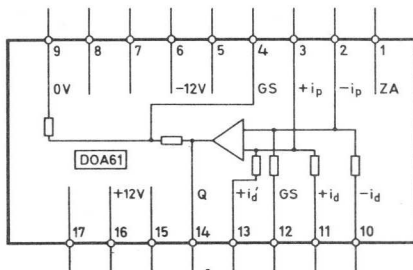 9 8 7 6 5 4 3 2 1
0V -12V GS +ip -ip ZA
DOA61
+12V Q +id' GS +id -id
17 16 15 14 13 12 11 10